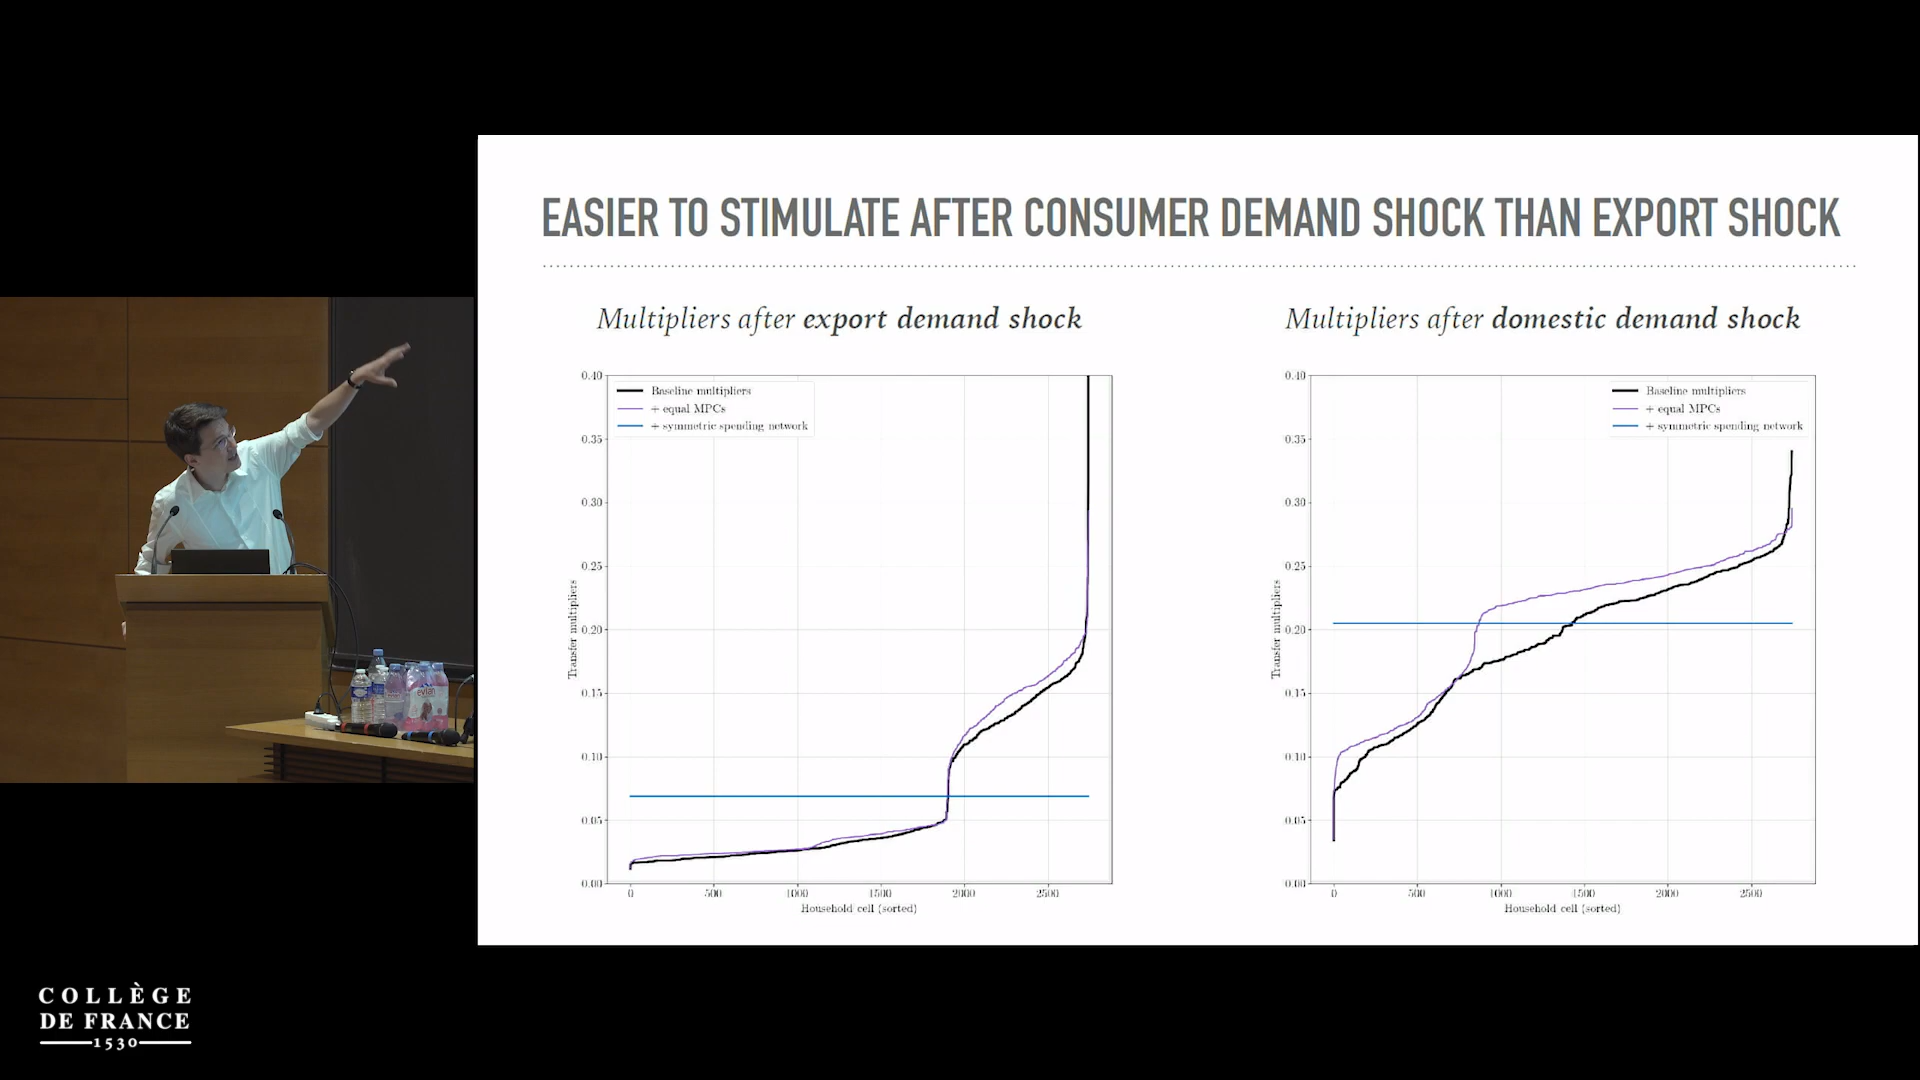 EASIER TO STIMULATE AFTER CONSUMER DEMAND SHOCK THAN EXPORT SHOCK
Multipliers after export demand shock
0.40
0.35
0.30
0.25
0.20
0.15
0.10
0.05
0.00
Transfer multipliers
Baseline multipliers
+ equal MPCs
+ symmetric spending network
0 500 1000 1500 2000 2500
Household cell (sorted)
Multipliers after domestic demand shock
0.40
0.35
0.30
0.25
0.20
0.15
0.10
0.05
0.00
Transfer multipliers
Baseline multipliers
+ equal MPCs
+ symmetric spending network
0 500 1000 1500 2000 2500
Household cell (sorted)
evian
COLLÈGE
DE FRANCE
1530